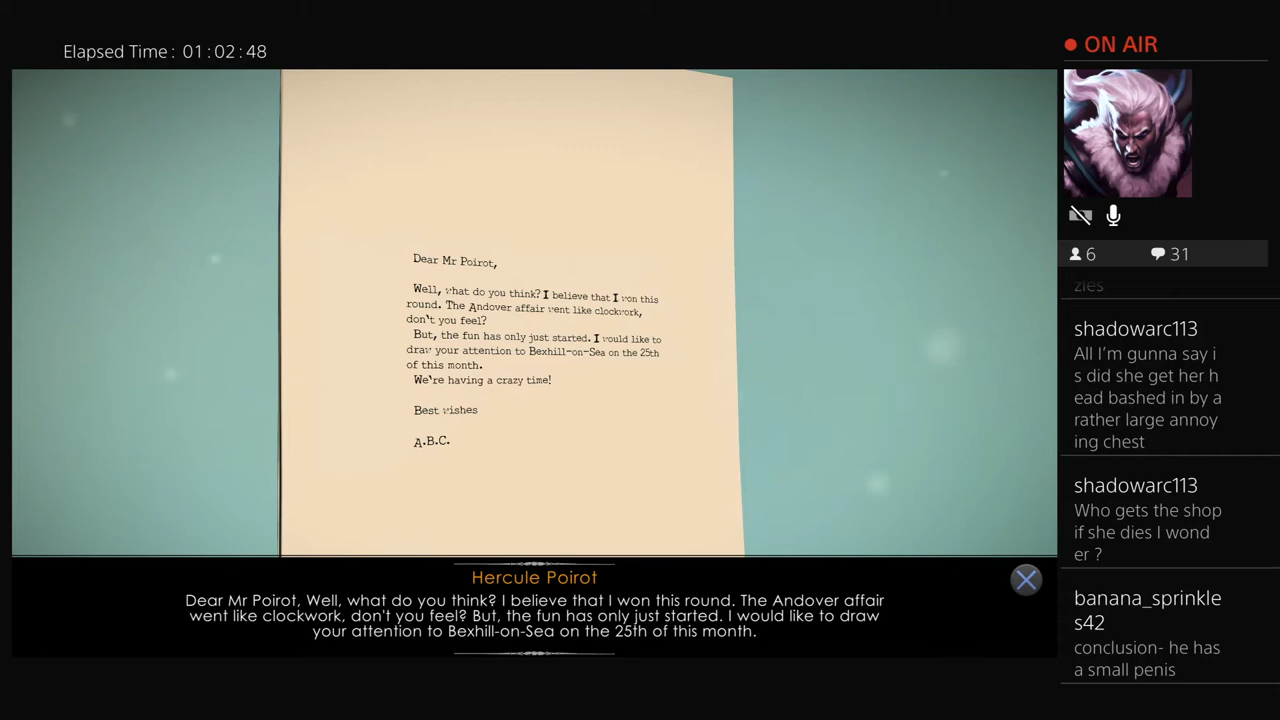 Elapsed Time: 01:02:48
ON AIR
Dear Mr Poirot,
Well, what do you think? I believe that I won this
round. The Andover affair went like clockwork,
don't you feel?
But, the fun has only just started. I would like to
draw your attention to Bexhill-on-Sea on the 25th
of this month.
We're having a crazy time!
Best wishes
A.B.C.
Hercule Poirot
Dear Mr Poirot, Well, what do you think? I believe that I won this round. The Andover affair
went like clockwork, don't you feel? But, the fun has only just started. I would like to draw
your attention to Bexhill-on-Sea on the 25th of this month.
6
31
zles
shadowarc113
All I'm gunna say i
s did she get her h
ead bashed in by a
rather large annoy
ing chest
shadowarc113
Who gets the shop
if she dies I wond
er ?
banana_sprinkle
s42
conclusion- he has
a small penis